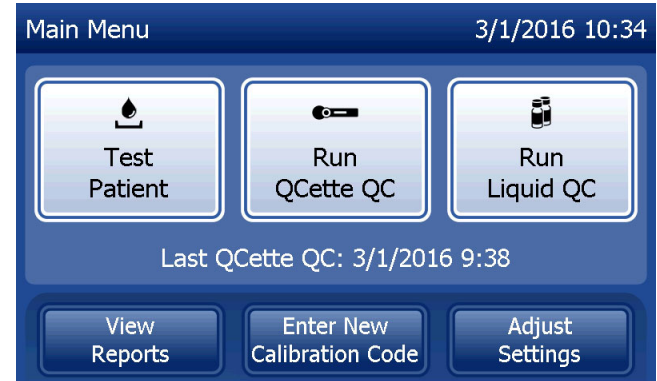 Main Menu 3/1/2016 10:34
Test
Patient
Run
QCette QC
Run
Liquid QC
Last QCette QC: 3/1/2016 9:38
View
Reports
Enter New
Calibration Code
Adjust
Settings